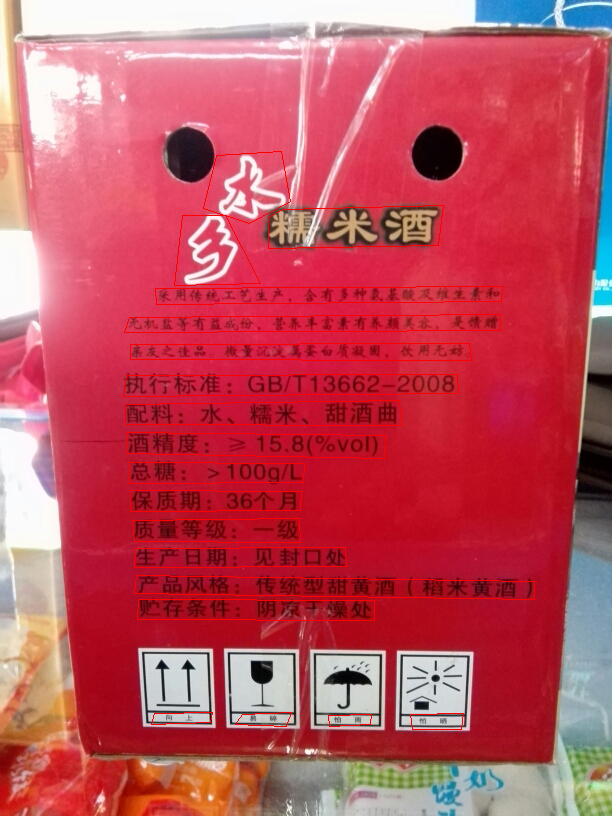 水乡
糯米酒
采用传统工艺生产，含有多种氨基酸及维生素和
无机盐等有益成份，营养丰富素有养颜美容，是馈赠
亲友之佳品。微量沉淀属蛋白质凝固，饮用无妨。
执行标准：GB/T13662-2008
配料：水、糯米、甜酒曲
酒精度：≥15.8(%vol)
总糖：>100g/L
保质期：36个月
质量等级：一级
生产日期：见封口处
产品风格：传统型甜黄酒（稻米黄酒）
贮存条件：阴凉干燥处
向上 易碎 怕雨 怕晒